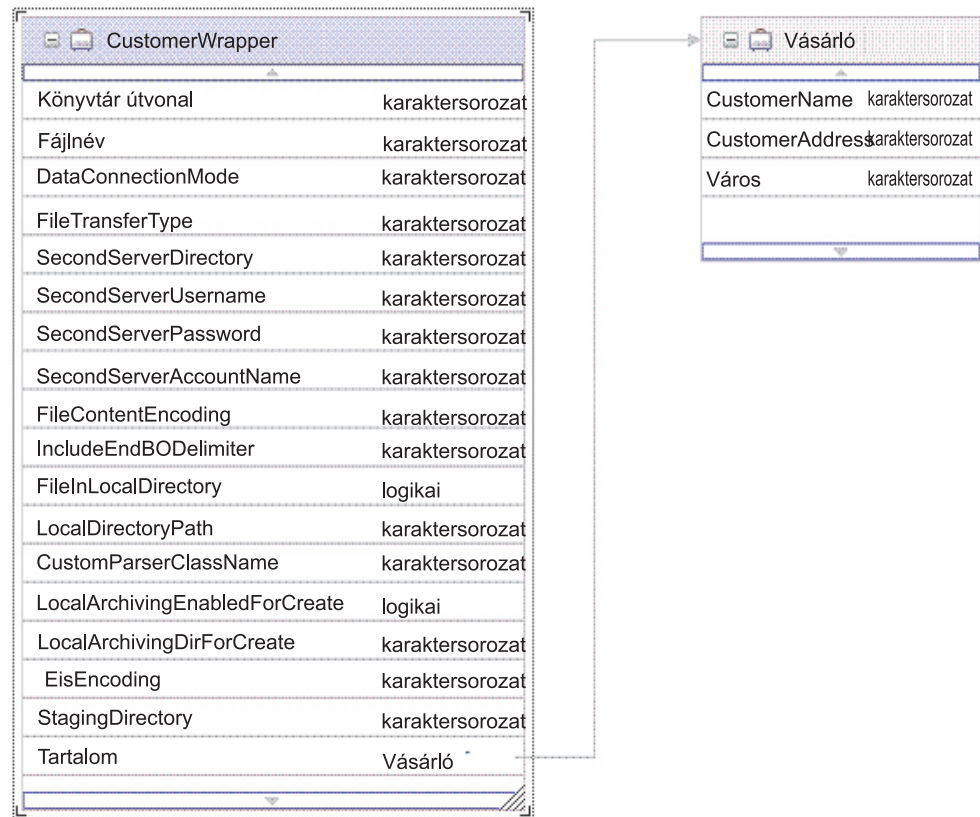 CustomerWrapper
Könyvtár útvonal karaktersorozat
Fájlnév karaktersorozat
DataConnectionMode karaktersorozat
FileTransferType karaktersorozat
SecondServerDirectory karaktersorozat
SecondServerUsername karaktersorozat
SecondServerPassword karaktersorozat
SecondServerAccountName karaktersorozat
FileContentEncoding karaktersorozat
IncludeEndBODelimiter karaktersorozat
FileInLocalDirectory logikai
LocalDirectoryPath karaktersorozat
CustomParserClassName karaktersorozat
LocalArchivingEnabledForCreate logikai
LocalArchivingDirForCreate karaktersorozat
EisEncoding karaktersorozat
StagingDirectory karaktersorozat
Tartalom Vásárló
Vásárló
CustomerName karaktersorozat
CustomerAddress karaktersorozat
Város karaktersorozat